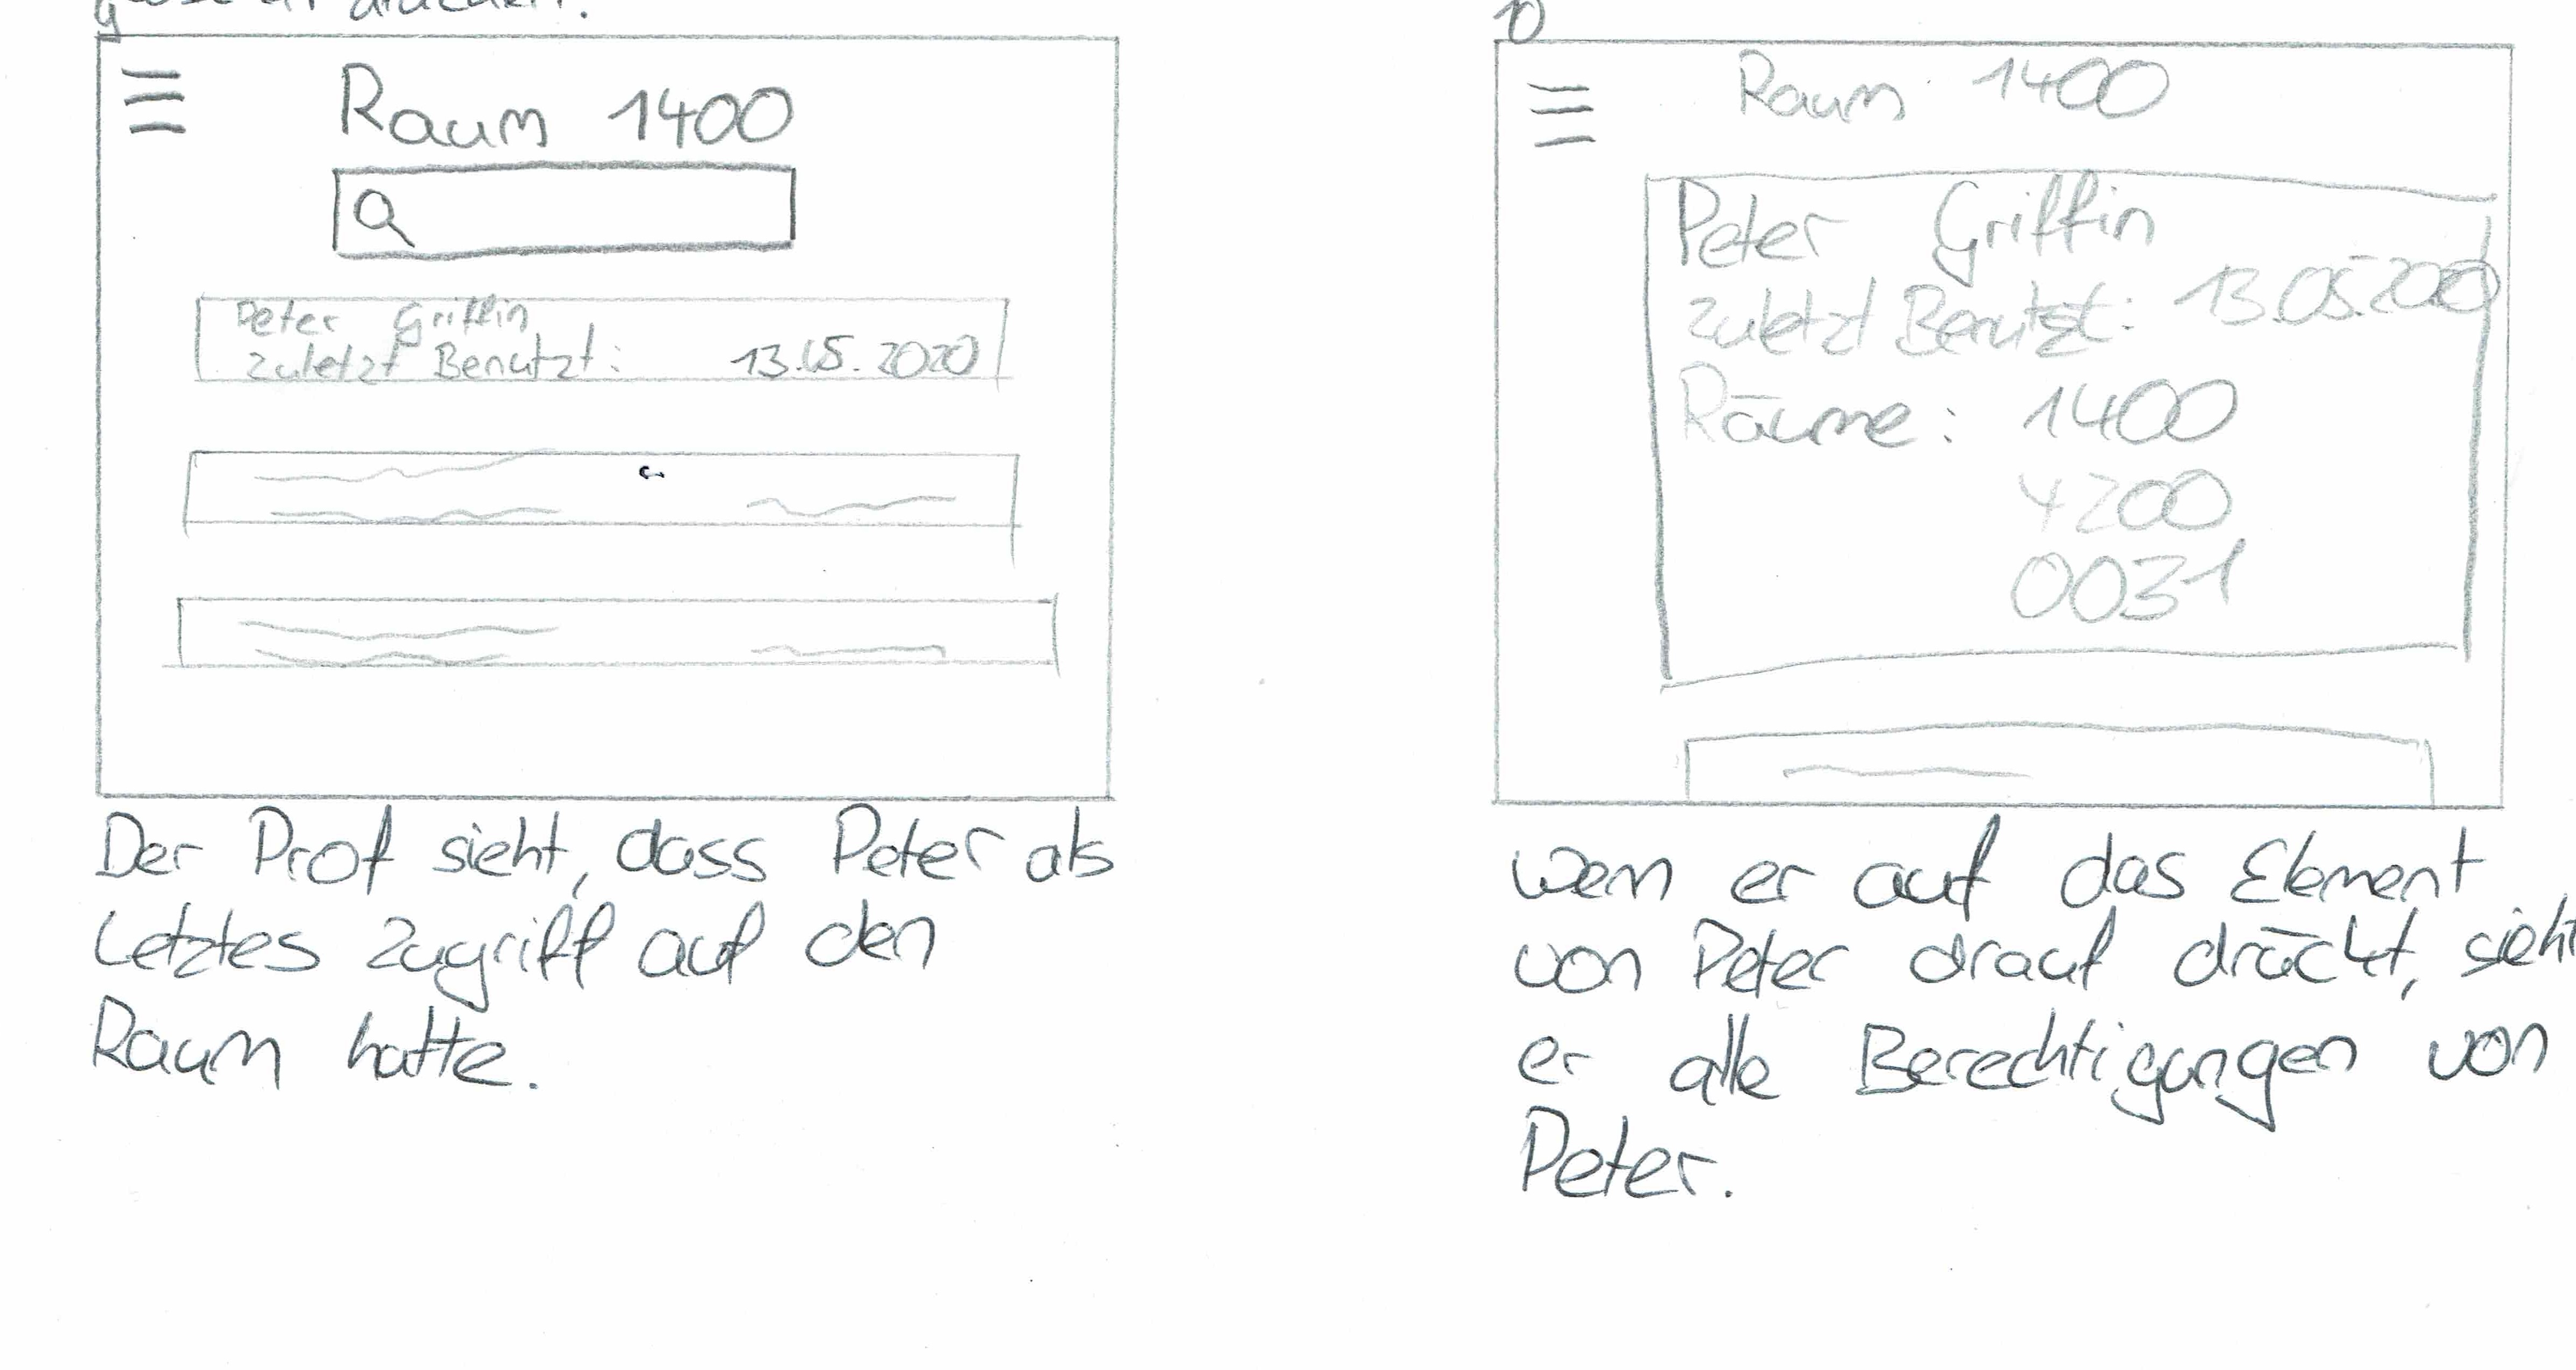 9
Raum 1400
Peter Griffin
zuletzt Benutzt: 13.05.2020
Der Prof sieht, dass Peter als
Letztes Zugriff auf den
Raum hatte.
10
Raum 1400
Peter Griffin
zuletzt Benutzt: 13.05.2020
Räume: 1400
4200
0031
wenn er auf das Element
von Peter drauf drückt, sieht
er alle Berechtigungen von
Peter.